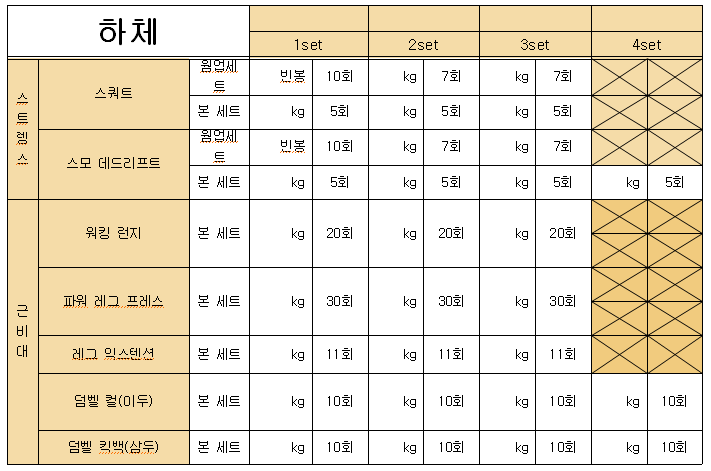 하체
1set 2set 3set 4set
스트렝스
스쿼트 웜업세트 빈봉 10회 kg 7회 kg 7회
본 세트 kg 5회 kg 5회 kg 5회
스모 데드리프트 웜업세트 빈봉 10회 kg 7회 kg 7회
본 세트 kg 5회 kg 5회 kg 5회 kg 5회
근비대
워킹 런지 본 세트 kg 20회 kg 20회 kg 20회
파워 레그 프레스 본 세트 kg 30회 kg 30회 kg 30회
레그 익스텐션 본 세트 kg 11회 kg 11회 kg 11회
덤벨 컬(이두) 본 세트 kg 10회 kg 10회 kg 10회 kg 10회
덤벨 킥백(삼두) 본 세트 kg 10회 kg 10회 kg 10회 kg 10회